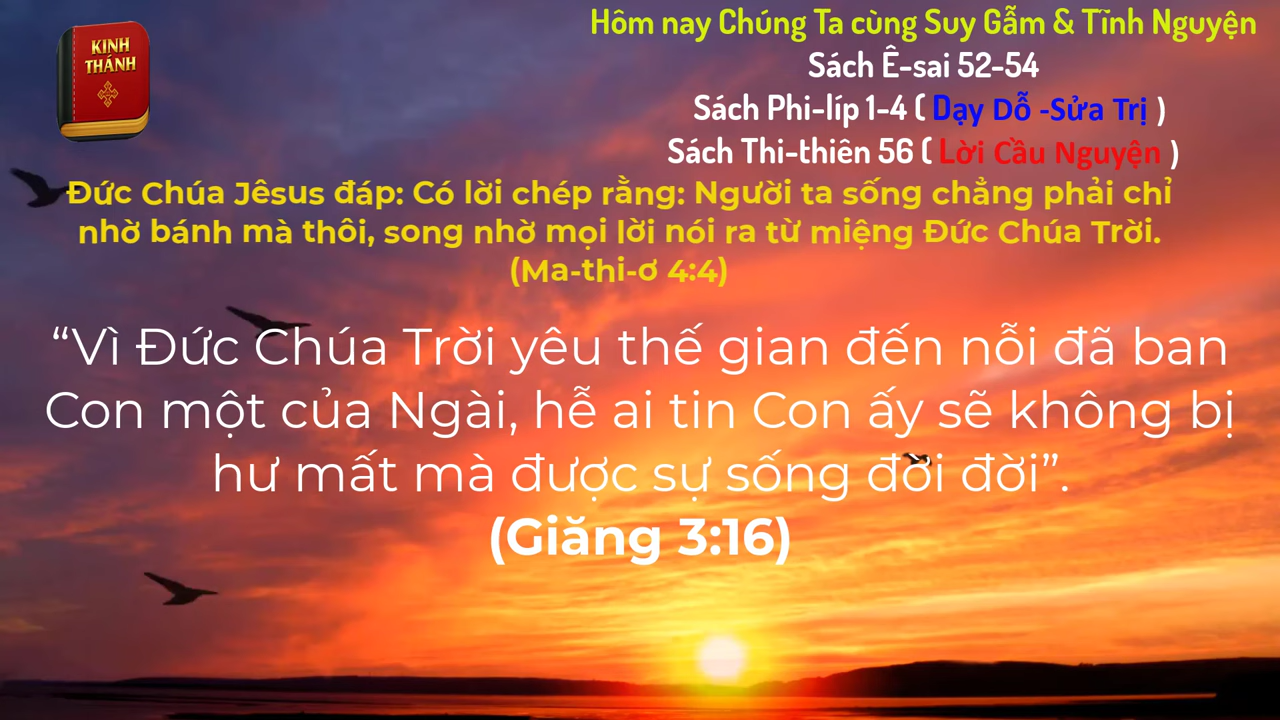 KINH
THÁNH
Hôm nay Chúng Ta cùng Suy Gẫm & Tĩnh Nguyện
Sách Ê-sai 52-54
Sách Phi-líp 1-4 ( Dạy Dỗ -Sửa Trị )
Sách Thi-thiên 56 ( Lời Cầu Nguyện )
Đức Chúa Jêsus đáp: Có lời chép rằng: Người ta sống chẳng phải chỉ
nhờ bánh mà thôi, song nhờ mọi lời nói ra từ miệng Đức Chúa Trời.
(Ma-thi-ơ 4:4)
“Vì Đức Chúa Trời yêu thế gian đến nỗi đã ban
Con một của Ngài, hễ ai tin Con ấy sẽ không bị
hư mất mà được sự sống đời đời”.
(Giăng 3:16)